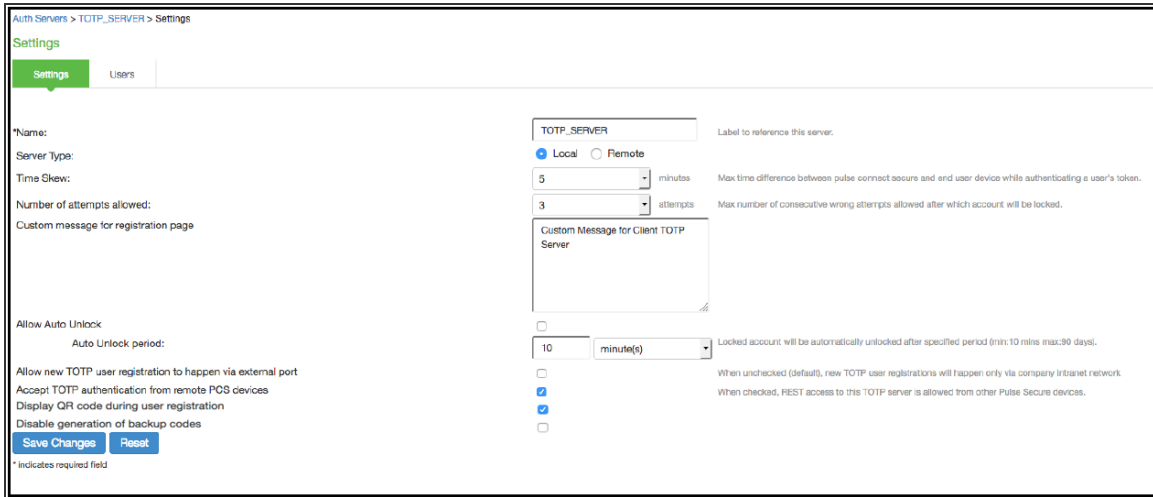 Auth Servers > TOTP_SERVER > Settings
Settings
Settings Users
*Name: TOTP_SERVER Label to reference this server.
Server Type: Local Remote
Time Skew: 5 minutes Max time difference between pulse connect secure and end user device while authenticating a user's token.
Number of attempts allowed: 3 attempts Max number of consecutive wrong attempts allowed after which account will be locked.
Custom message for registration page Custom Message for Client TOTP
Server
Allow Auto Unlock
Auto Unlock period: 10 minute(s) Locked account will be automatically unlocked after specified period (min:10 mins max:90 days).
Allow new TOTP user registration to happen via external port When unchecked (default), new TOTP user registrations will happen only via company intranet network
Accept TOTP authentication from remote PCS devices When checked, REST access to this TOTP server is allowed from other Pulse Secure devices.
Display QR code during user registration
Disable generation of backup codes
Save Changes Reset
* indicates required field